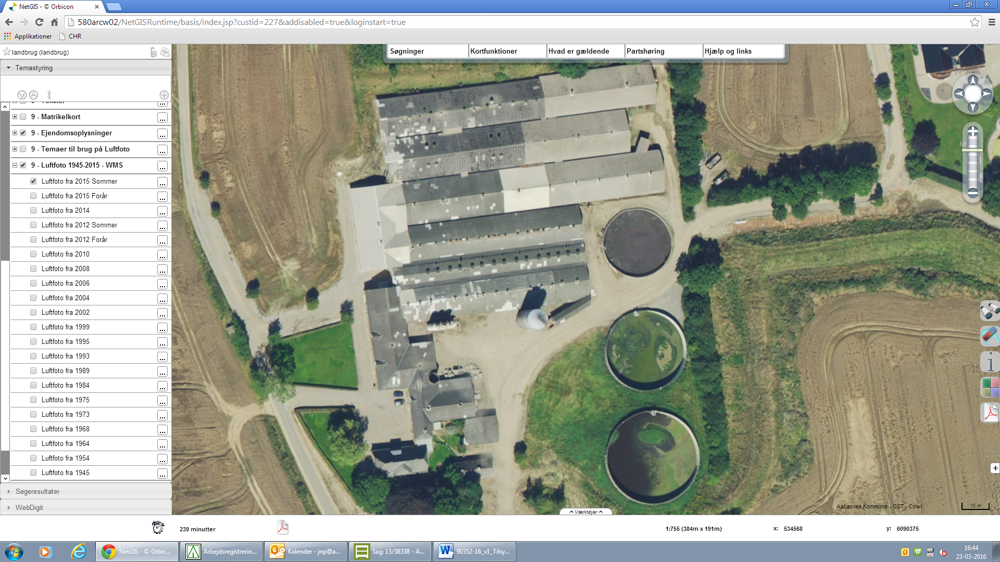 NetGIS - © Orbicon
580arcw02/NetGISRuntime/basis/index.jsp?custid=227&addisabled=true&loginstart=true
Applikationer
CHR
landbrug (landbrug)
Søgninger
Kortfunktioner
Hvad er gældende
Partshøring
Hjælp og links
Temastyring
9 - Matrikelkort
9 - Ejendomsoplysninger
9 - Temaer til brug på Luftfoto
9 - Luftfoto 1945-2015 - WMS
Luftfoto fra 2015 Sommer
Luftfoto fra 2015 Forår
Luftfoto fra 2014
Luftfoto fra 2012 Sommer
Luftfoto fra 2012 Forår
Luftfoto fra 2010
Luftfoto fra 2008
Luftfoto fra 2006
Luftfoto fra 2004
Luftfoto fra 2002
Luftfoto fra 1999
Luftfoto fra 1995
Luftfoto fra 1993
Luftfoto fra 1989
Luftfoto fra 1984
Luftfoto fra 1975
Luftfoto fra 1973
Luftfoto fra 1968
Luftfoto fra 1964
Luftfoto fra 1954
Luftfoto fra 1945
Søgeresultater
WebDigit
Aabenraa Kommune - GST - Cowi
10 m
Værktøjer
239 minutter
1:755 (384m x 191m)
x: 534568
y: 6090375
NetGIS - © Orbic...
Arbejdsregistrerin...
Kalender - jnp@a...
Sag: 13/38338 - A...
90352-16_v1_Tilsy...
16:44
23-03-2016